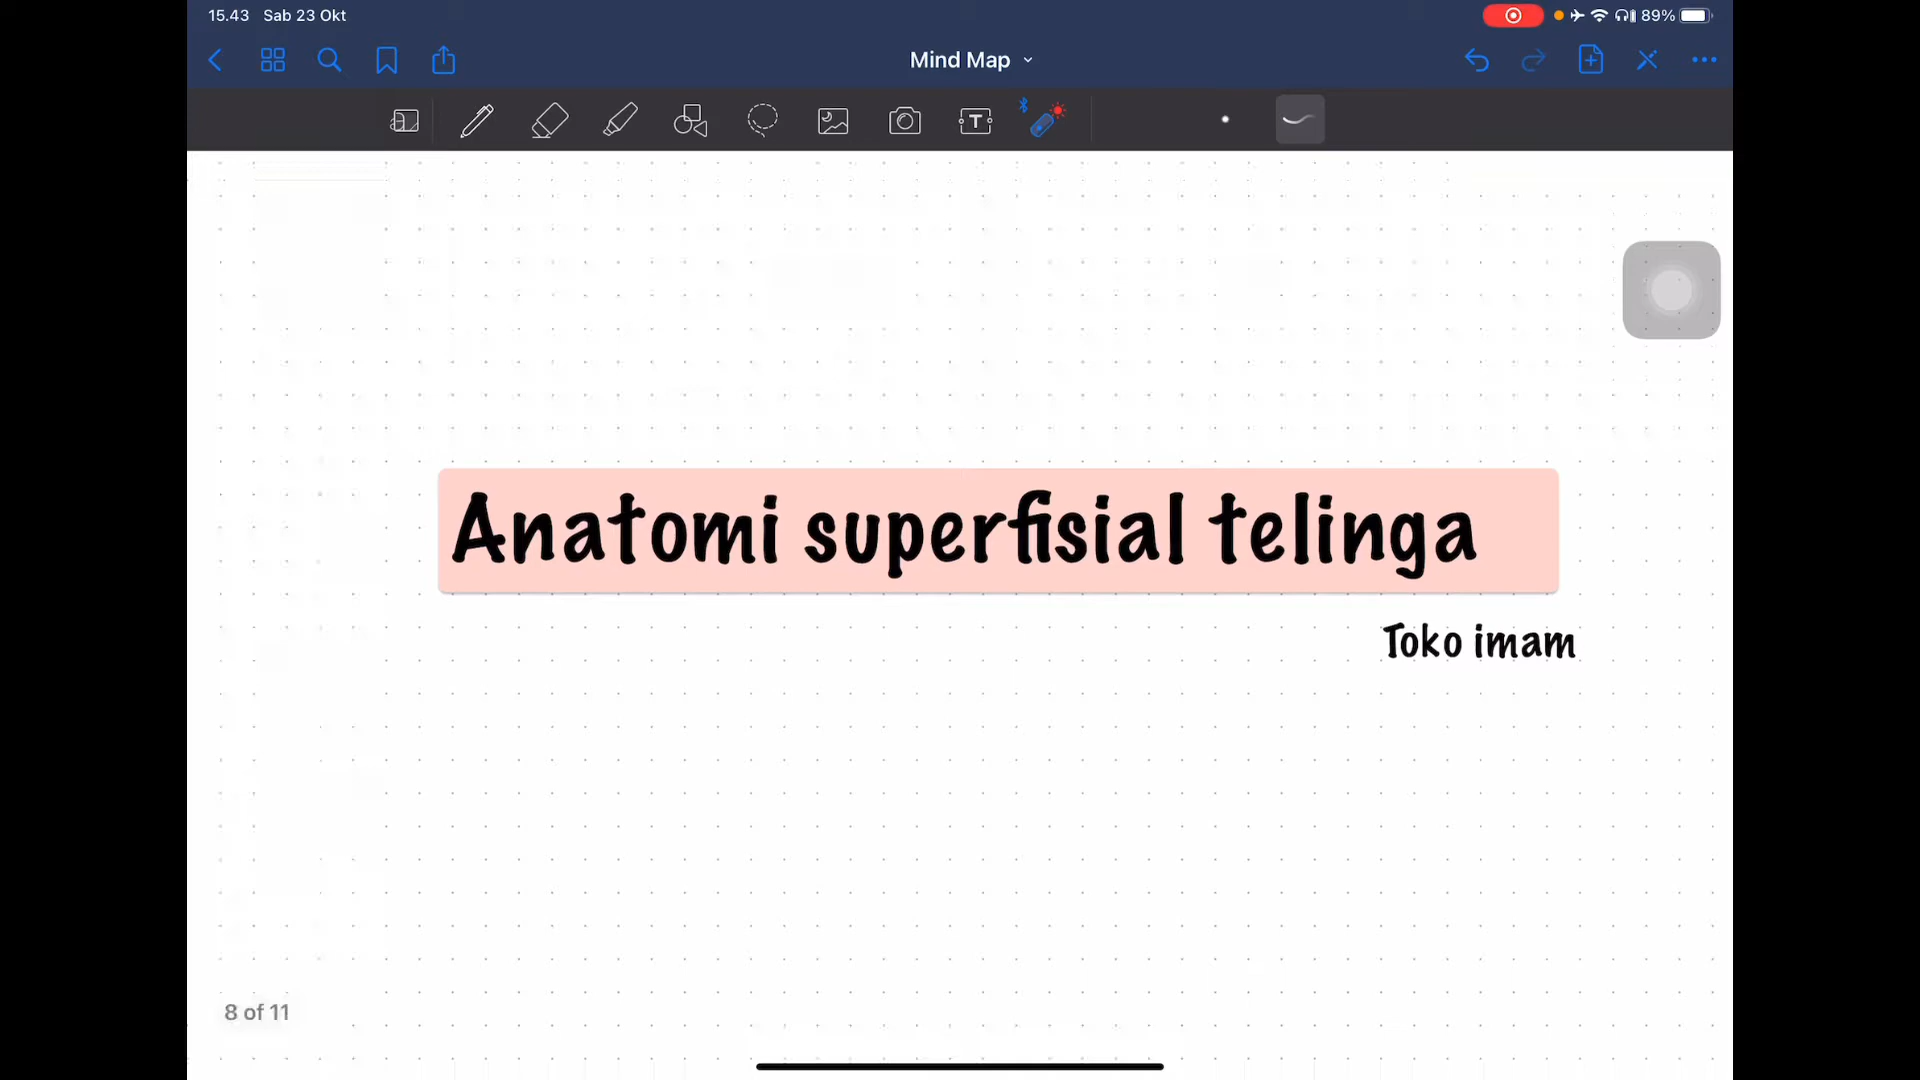 15.43 Sab 23 Okt
89%
Mind Map
T
Anatomi superfisial telinga
Toko imam
8 of 11